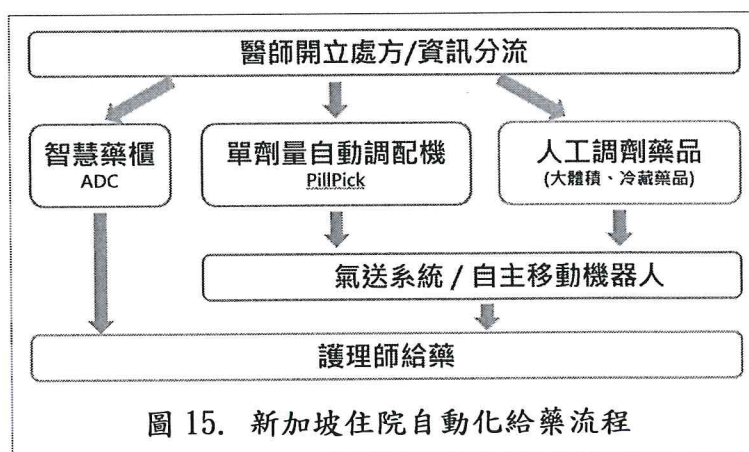 醫師開立處方/資訊分流
智慧藥櫃
ADC
單劑量自動調配機
PillPick
人工調劑藥品
(大體積、冷藏藥品)
氣送系統 / 自主移動機器人
護理師給藥
圖 15. 新加坡住院自動化給藥流程